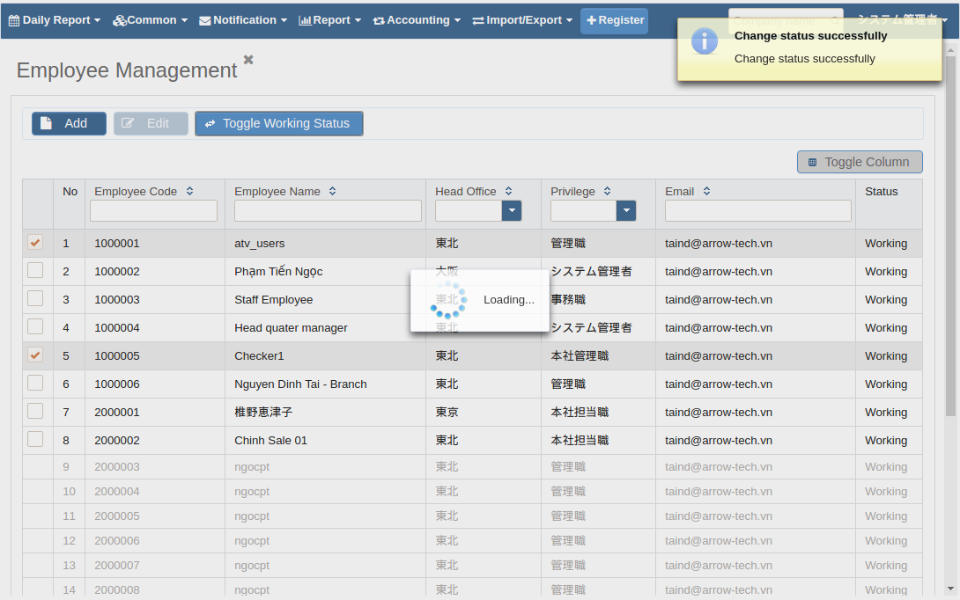 Daily Report Common Notification Report Accounting Import/Export Register システム管理者
Change status successfully
Change status successfully
Employee Management
Add Edit Toggle Working Status
Toggle Column
No Employee Code Employee Name Head Office Privilege Email Status
1 1000001 atv_users 東北 管理職 taind@arrow-tech.vn Working
2 1000002 Phạm Tiến Ngọc 大阪 システム管理者 taind@arrow-tech.vn Working
3 1000003 Staff Employee 東北 事務職 taind@arrow-tech.vn Working
Loading...
4 1000004 Head quater manager 東北 システム管理者 taind@arrow-tech.vn Working
5 1000005 Checker1 東北 本社管理職 taind@arrow-tech.vn Working
6 1000006 Nguyen Dinh Tai - Branch 東北 管理職 taind@arrow-tech.vn Working
7 2000001 椎野恵津子 東京 本社担当職 taind@arrow-tech.vn Working
8 2000002 Chinh Sale 01 東北 本社担当職 taind@arrow-tech.vn Working
9 2000003 ngocpt 東北 管理職 taind@arrow-tech.vn Working
10 2000004 ngocpt 東北 管理職 taind@arrow-tech.vn Working
11 2000005 ngocpt 東北 管理職 taind@arrow-tech.vn Working
12 2000006 ngocpt 東北 管理職 taind@arrow-tech.vn Working
13 2000007 ngocpt 東北 管理職 taind@arrow-tech.vn Working
14 2000008 ngocpt 東北 管理職 taind@arrow-tech.vn Working